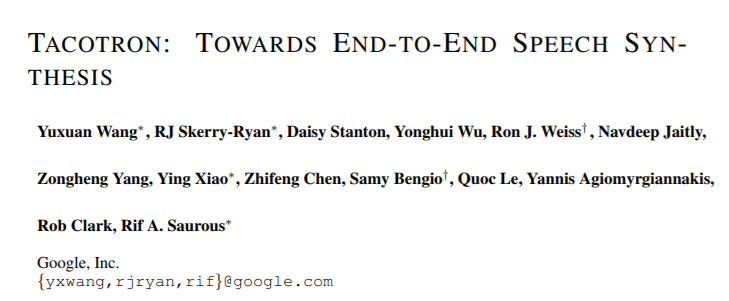 TACOTRON: TOWARDS END-TO-END SPEECH SYN-
THESIS
Yuxuan Wang*, RJ Skerry-Ryan*, Daisy Stanton, Yonghui Wu, Ron J. Weiss†, Navdeep Jaitly,
Zongheng Yang, Ying Xiao*, Zhifeng Chen, Samy Bengio†, Quoc Le, Yannis Agiomyrgiannakis,
Rob Clark, Rif A. Saurous*
Google, Inc.
{yxwang,rjryan,rif}@google.com